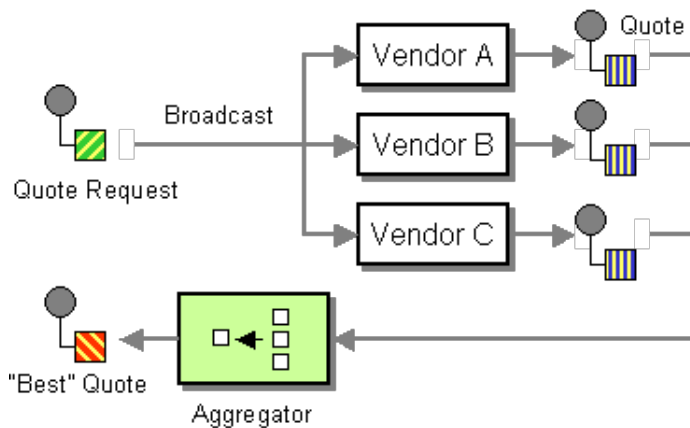 Quote
Vendor A
Broadcast
Vendor B
Quote Request
Vendor C
"Best" Quote
Aggregator